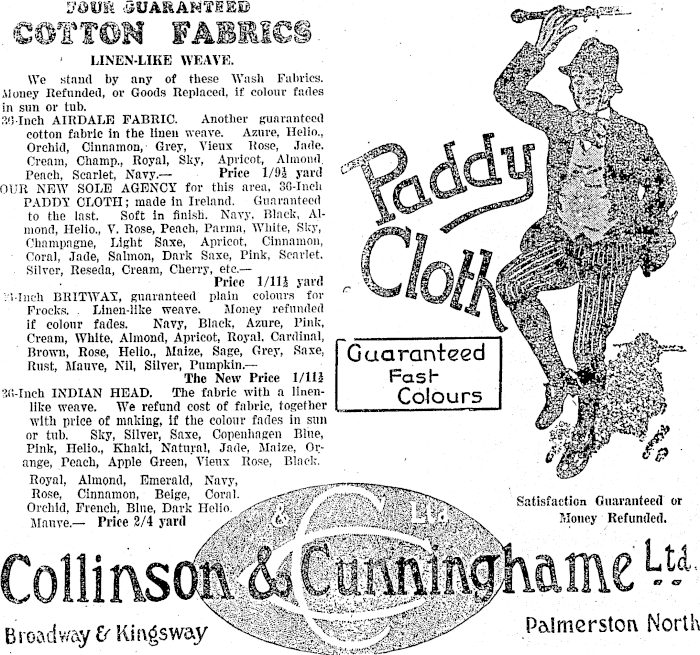 FOUR GUARANTEED
COTTON FABRICS
LINEN-LIKE WEAVE.
We stand by any of these Wash Fabrics.
Money Refunded, or Goods Replaced, if colour fades
in sun or tub.
36-Inch AIRDALE FABRIC. Another guaranteed
cotton fabric in the linen weave. Azure, Helio.,
Orchid, Cinnamon, Grey, Vieux Rose, Jade.
Cream, Champ., Royal, Sky, Apricot, Almond.
Peach, Scarlet, Navy.— Price 1/9½ yard
OUR NEW SOLE AGENCY for this area, 36-Inch
PADDY CLOTH; made in Ireland. Guaranteed
to the last. Soft in finish. Navy, Black, Al-
mond, Helio., V. Rose, Peach, Parma, White, Sky,
Champagne, Light Saxe, Apricot, Cinnamon,
Coral, Jade, Salmon, Dark Saxe, Pink, Scarlet.
Silver, Reseda, Cream, Cherry, etc.—
Price 1/11½ yard
-Inch BRITWAY, guaranteed plain colours for
Frocks. Linen-like weave. Money refunded
if colour fades. Navy, Black, Azure, Pink,
Cream, White, Almond, Apricot, Royal, Cardinal,
Brown, Rose, Helio., Maize, Sage, Grey, Saxe,
Rust, Mauve, Nil, Silver, Pumpkin.—
The New Price 1/11½
36-Inch INDIAN HEAD. The fabric with a linen-
like weave. We refund cost of fabric, together
with price of making, if the colour fades in sun
or tub. Sky, Silver, Saxe, Copenhagen Blue,
Pink, Helio., Khaki, Natural, Jade, Maize, Or-
ange, Peach, Apple Green, Vieux Rose, Black.
Royal, Almond, Emerald, Navy,
Rose, Cinnamon, Beige, Coral.
Orchid, French, Blue, Dark Helio.
Mauve.— Price 2/4 yard
Paddy
Cloth
Guaranteed
Fast
Colours
Satisfaction Guaranteed or
Money Refunded.
C & C Ltd.
Collinson & Cunninghame Ltd.
Broadway & Kingsway
Palmerston North